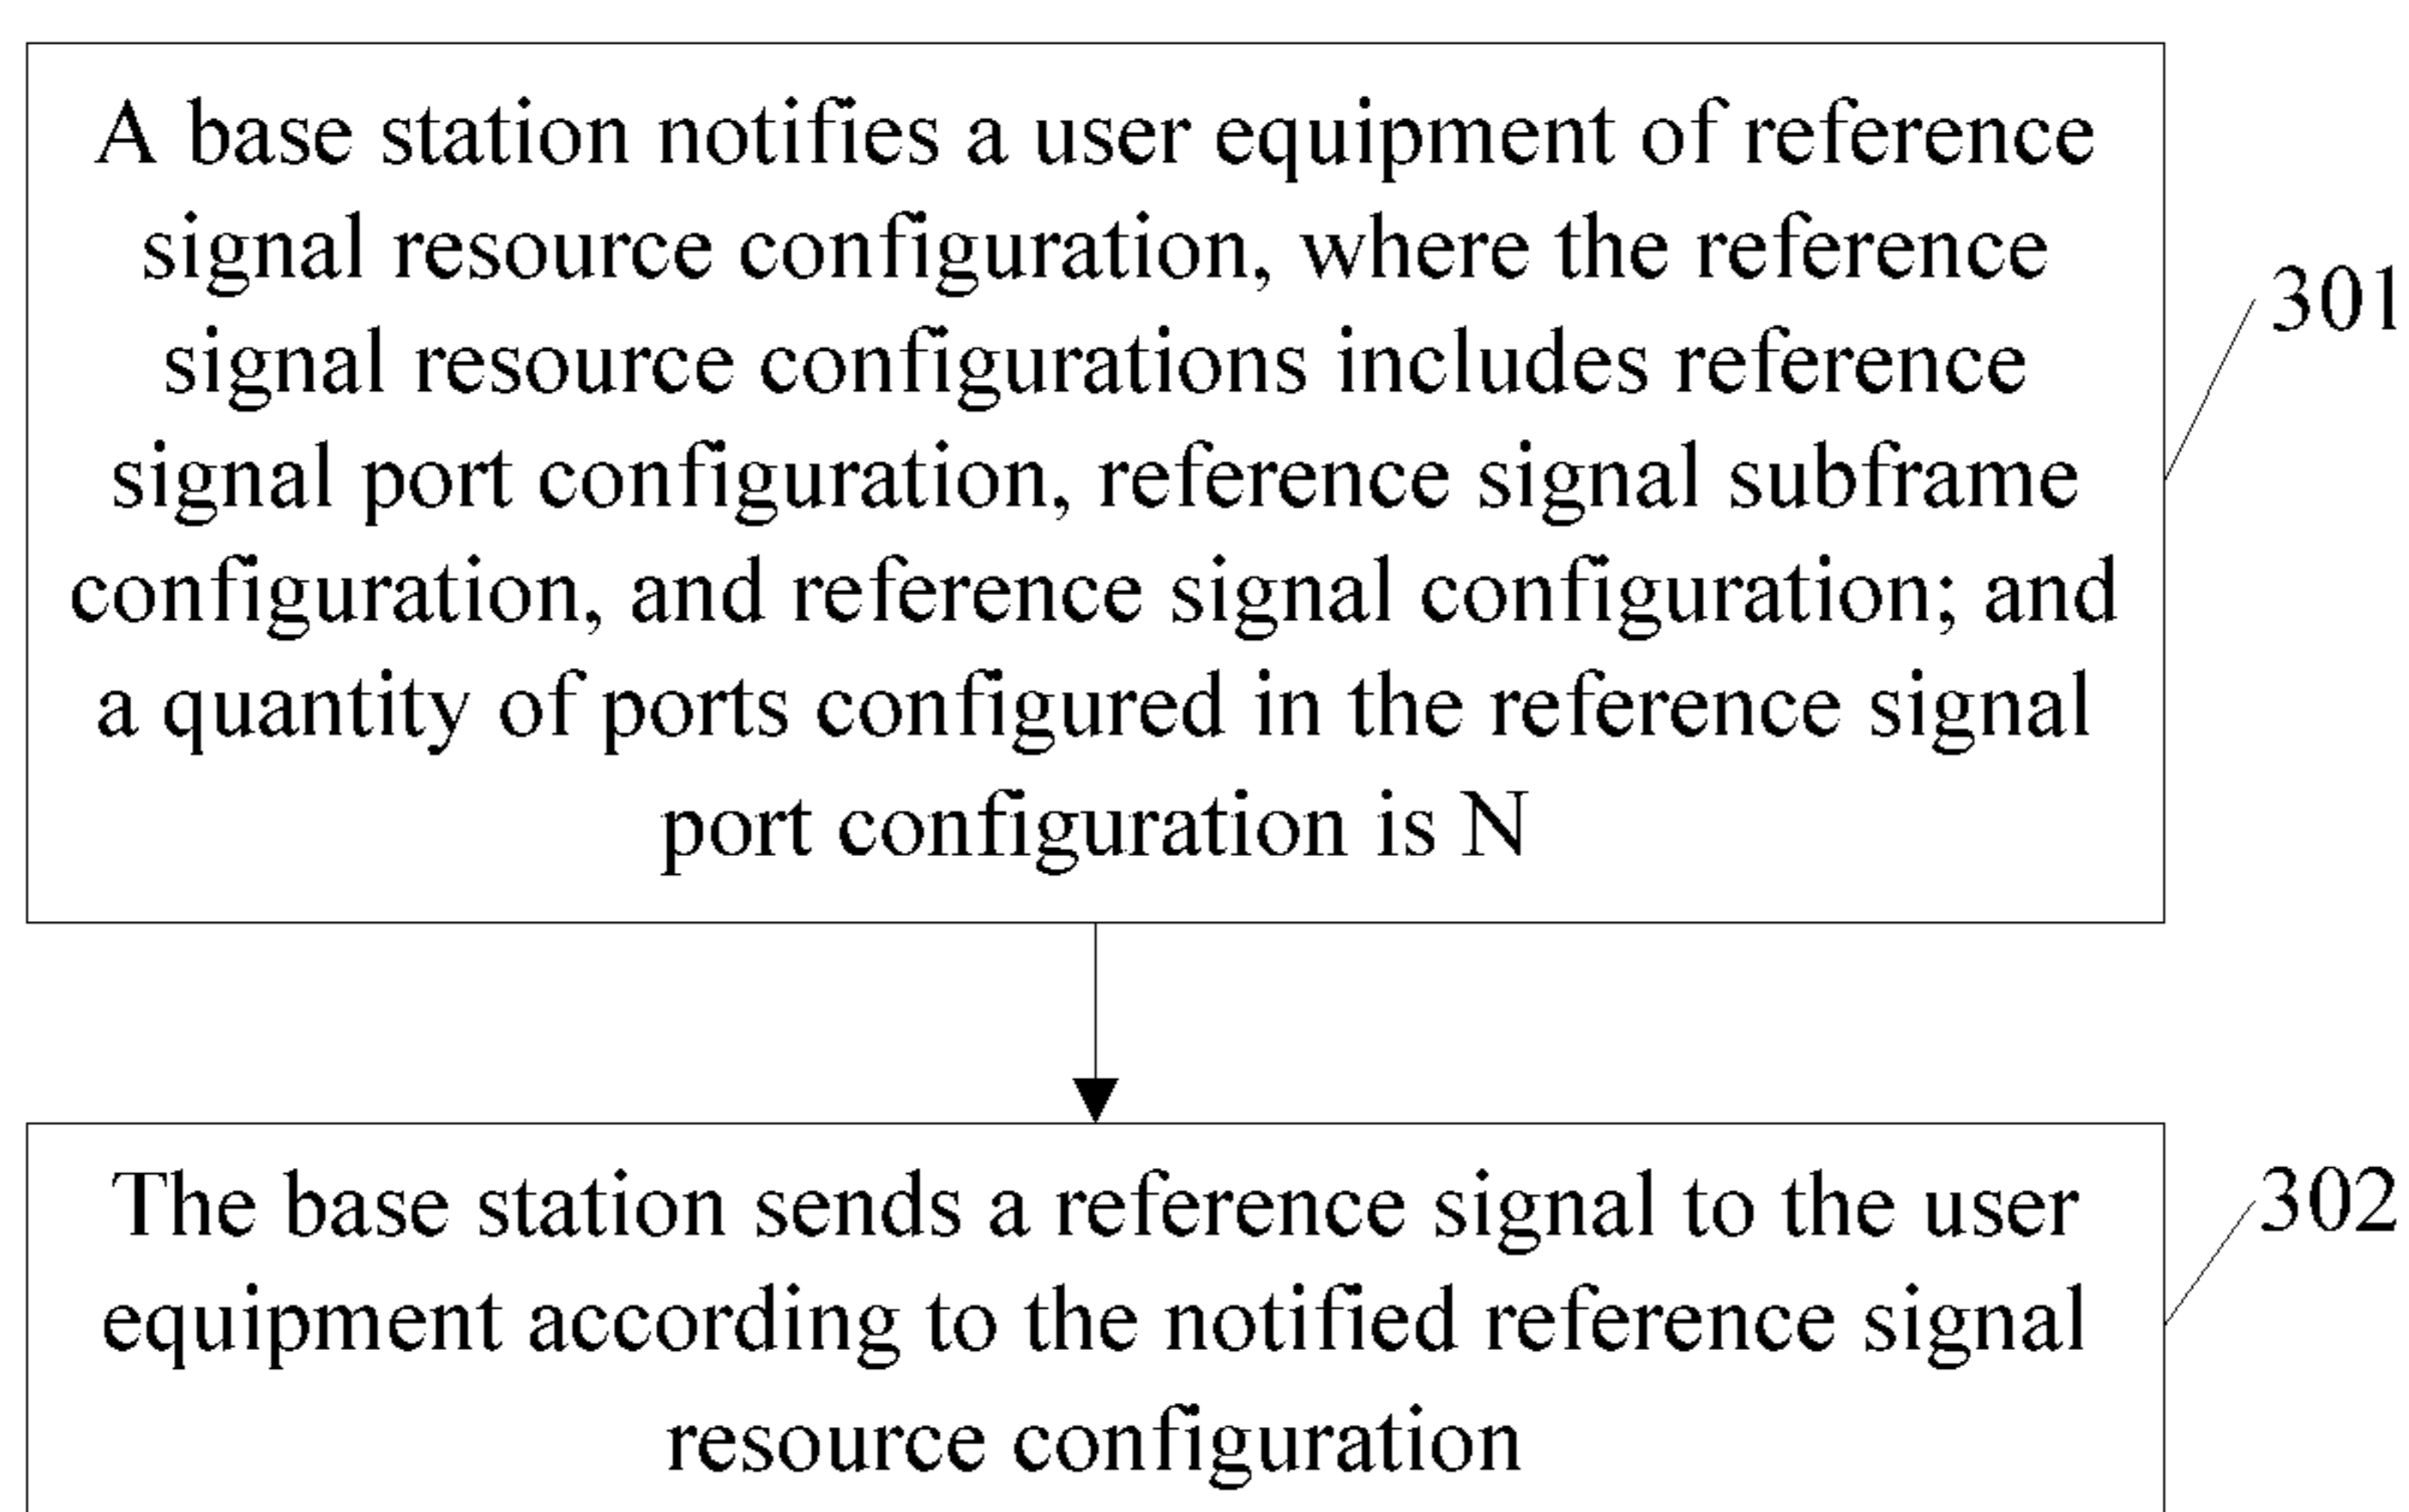 A base station notifies a user equipment of reference
signal resource configuration, where the reference
signal resource configurations includes reference
signal port configuration, reference signal subframe
configuration, and reference signal configuration; and
a quantity of ports configured in the reference signal
port configuration is N
301
The base station sends a reference signal to the user
equipment according to the notified reference signal
resource configuration
302